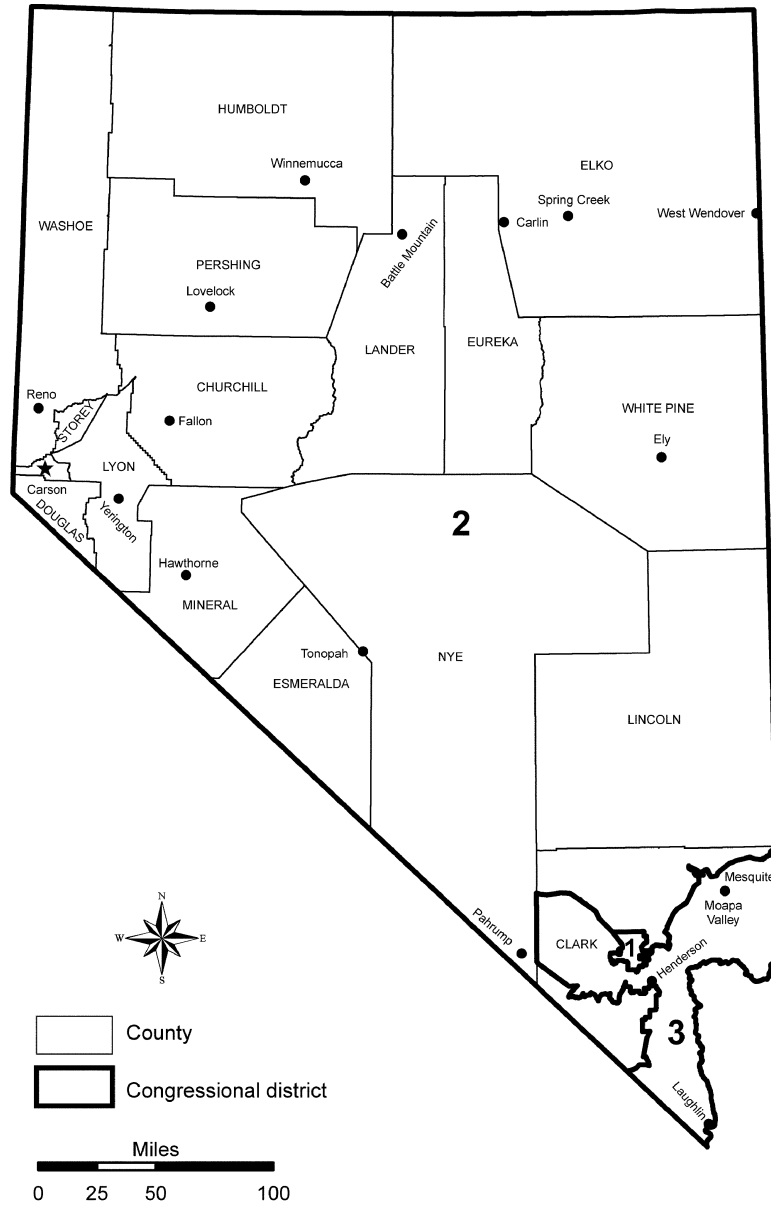 HUMBOLDT
Winnemucca
ELKO
Spring Creek
West Wendover
Carlin
WASHOE
Battle Mountain
PERSHING
Lovelock
LANDER
EUREKA
CHURCHILL
Reno
STOREY
Fallon
WHITE PINE
Ely
LYON
Carson
Yerington
DOUGLAS
2
Hawthorne
MINERAL
Tonopah
NYE
ESMERALDA
LINCOLN
Mesquite
Moapa
Valley
Pahrump
CLARK
1
Henderson
3
Laughlin
N
W
E
S
County
Congressional district
Miles
0 25 50 100